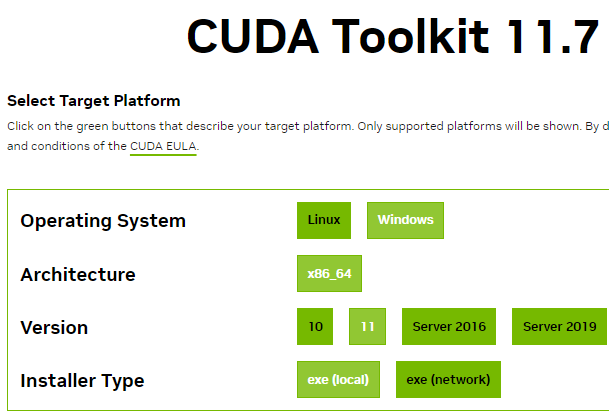 CUDA Toolkit 11.7
Select Target Platform
Click on the green buttons that describe your target platform. Only supported platforms will be shown. By d
and conditions of the CUDA EULA.
Operating System Linux Windows
Architecture x86_64
Version 10 11 Server 2016 Server 2019
Installer Type exe (local) exe (network)